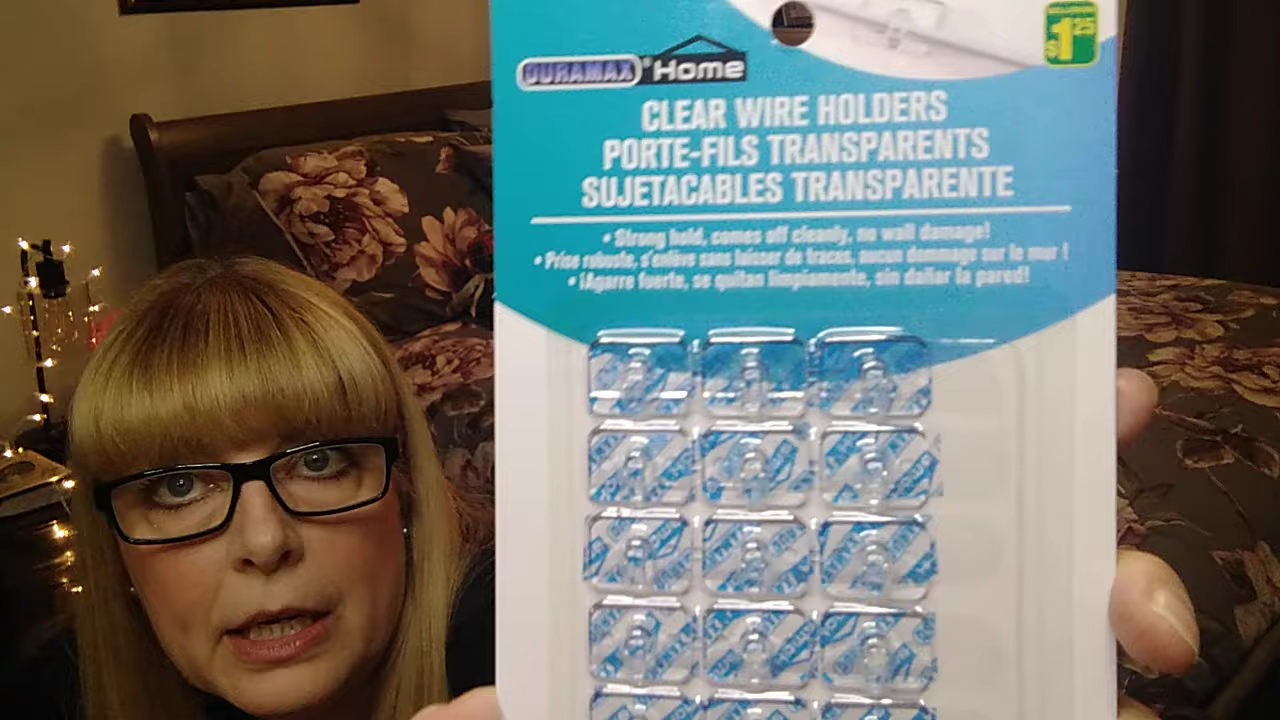 $1.25
DURAMAX® Home
CLEAR WIRE HOLDERS
PORTE-FILS TRANSPARENTS
SUJETACABLES TRANSPARENTE
• Strong hold, comes off cleanly, no wall damage!
• Prise robuste, s'enlève sans laisser de traces, aucun dommage sur le mur !
• ¡Agarre fuerte, se quitan limpiamente, sin dañar la pared!